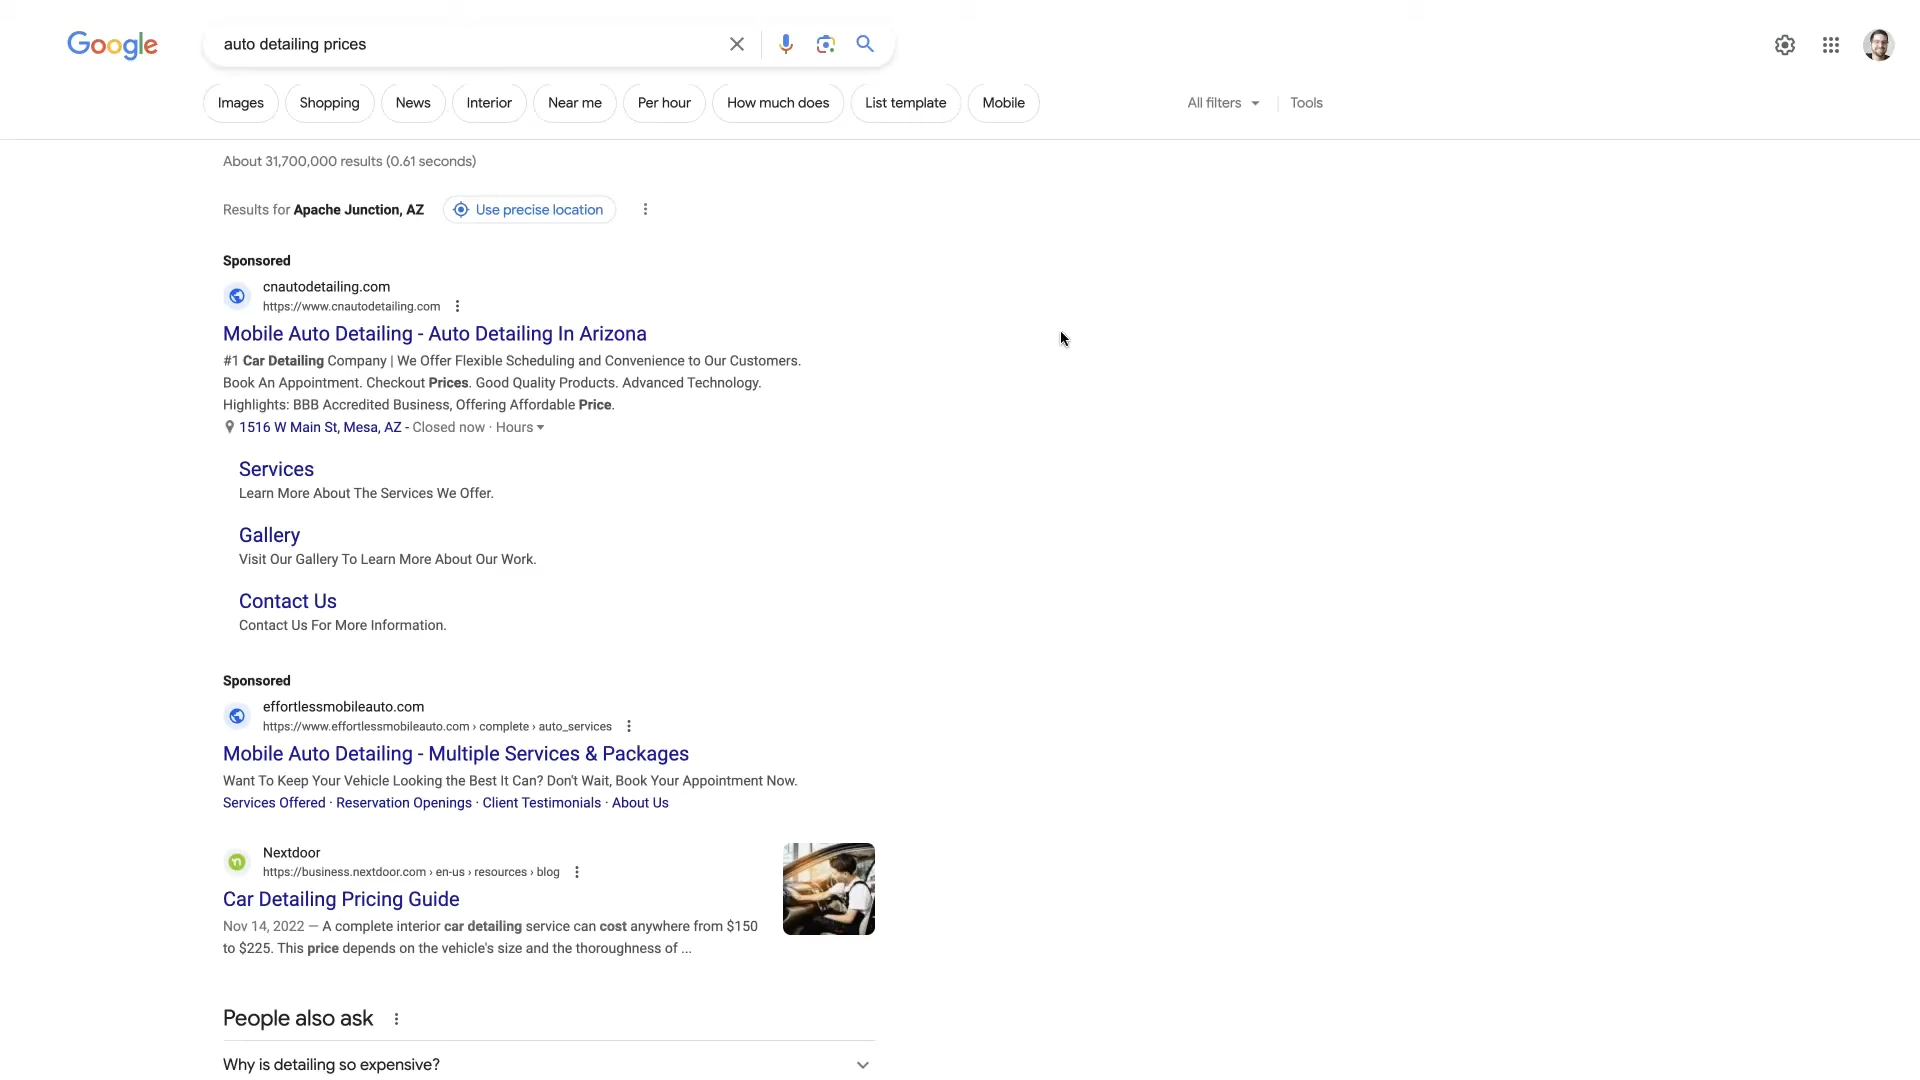 Google
auto detailing prices
Images
Shopping
News
Interior
Near me
Per hour
How much does
List template
Mobile
All filters
Tools
About 31,700,000 results (0.61 seconds)
Results for Apache Junction, AZ
Use precise location
Sponsored
cnautodetailing.com
https://www.cnautodetailing.com
Mobile Auto Detailing - Auto Detailing In Arizona
#1 Car Detailing Company | We Offer Flexible Scheduling and Convenience to Our Customers.
Book An Appointment. Checkout Prices. Good Quality Products. Advanced Technology.
Highlights: BBB Accredited Business, Offering Affordable Price.
1516 W Main St, Mesa, AZ - Closed now · Hours
Services
Learn More About The Services We Offer.
Gallery
Visit Our Gallery To Learn More About Our Work.
Contact Us
Contact Us For More Information.
Sponsored
effortlessmobileauto.com
https://www.effortlessmobileauto.com › complete › auto_services
Mobile Auto Detailing - Multiple Services & Packages
Want To Keep Your Vehicle Looking the Best It Can? Don't Wait, Book Your Appointment Now.
Services Offered · Reservation Openings · Client Testimonials · About Us
Nextdoor
https://business.nextdoor.com › en-us › resources › blog
Car Detailing Pricing Guide
Nov 14, 2022 — A complete interior car detailing service can cost anywhere from $150
to $225. This price depends on the vehicle's size and the thoroughness of ...
People also ask
Why is detailing so expensive?